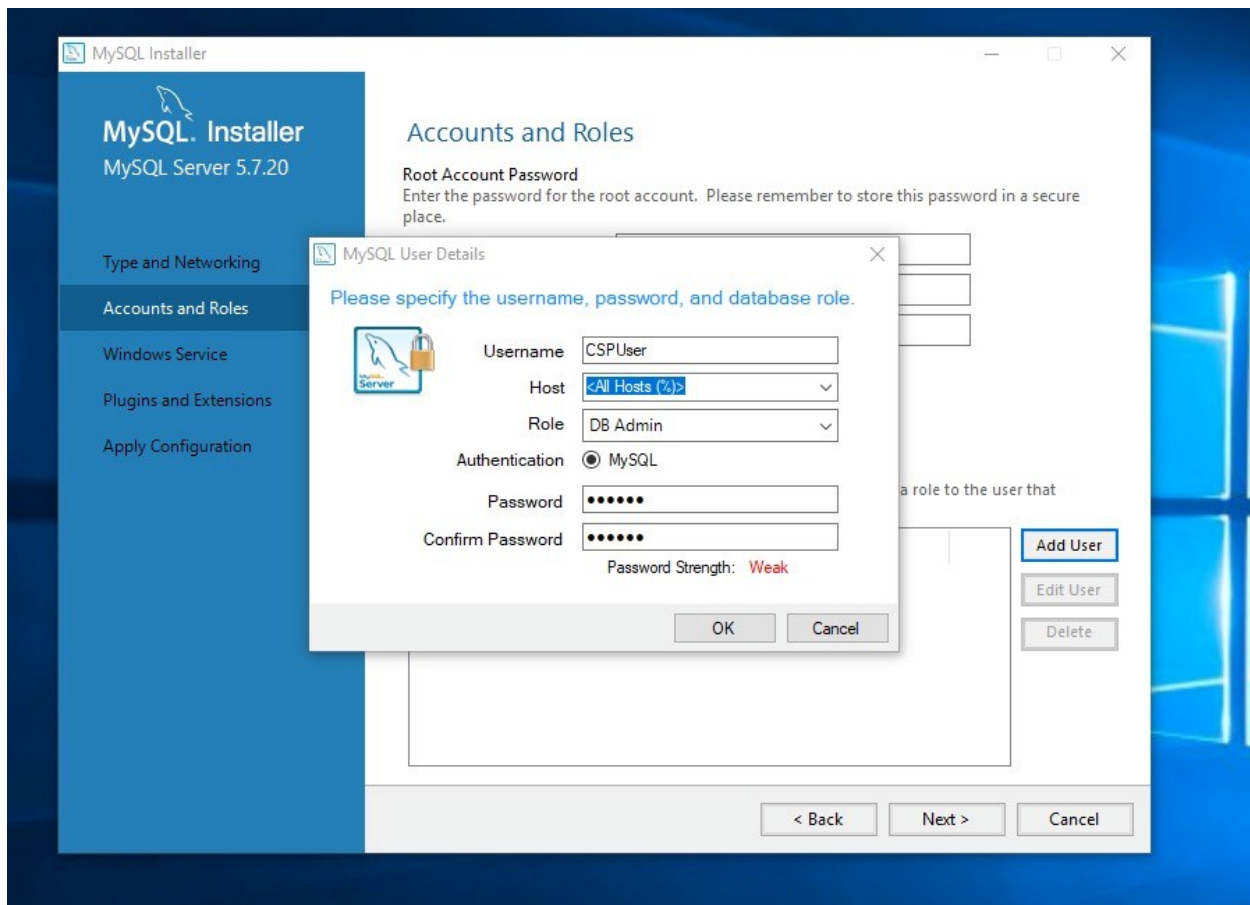 MySQL Installer
MySQL. Installer
MySQL Server 5.7.20
Type and Networking
Accounts and Roles
Windows Service
Plugins and Extensions
Apply Configuration
Accounts and Roles
Root Account Password
Enter the password for the root account. Please remember to store this password in a secure
place.
MySQL User Details
Please specify the username, password, and database role.
MySQL
Server
Username CSPUser
Host <All Hosts (%)>
Role DB Admin
Authentication MySQL
Password ••••••
Confirm Password ••••••
Password Strength: Weak
OK Cancel
a role to the user that
Add User
Edit User
Delete
< Back Next > Cancel